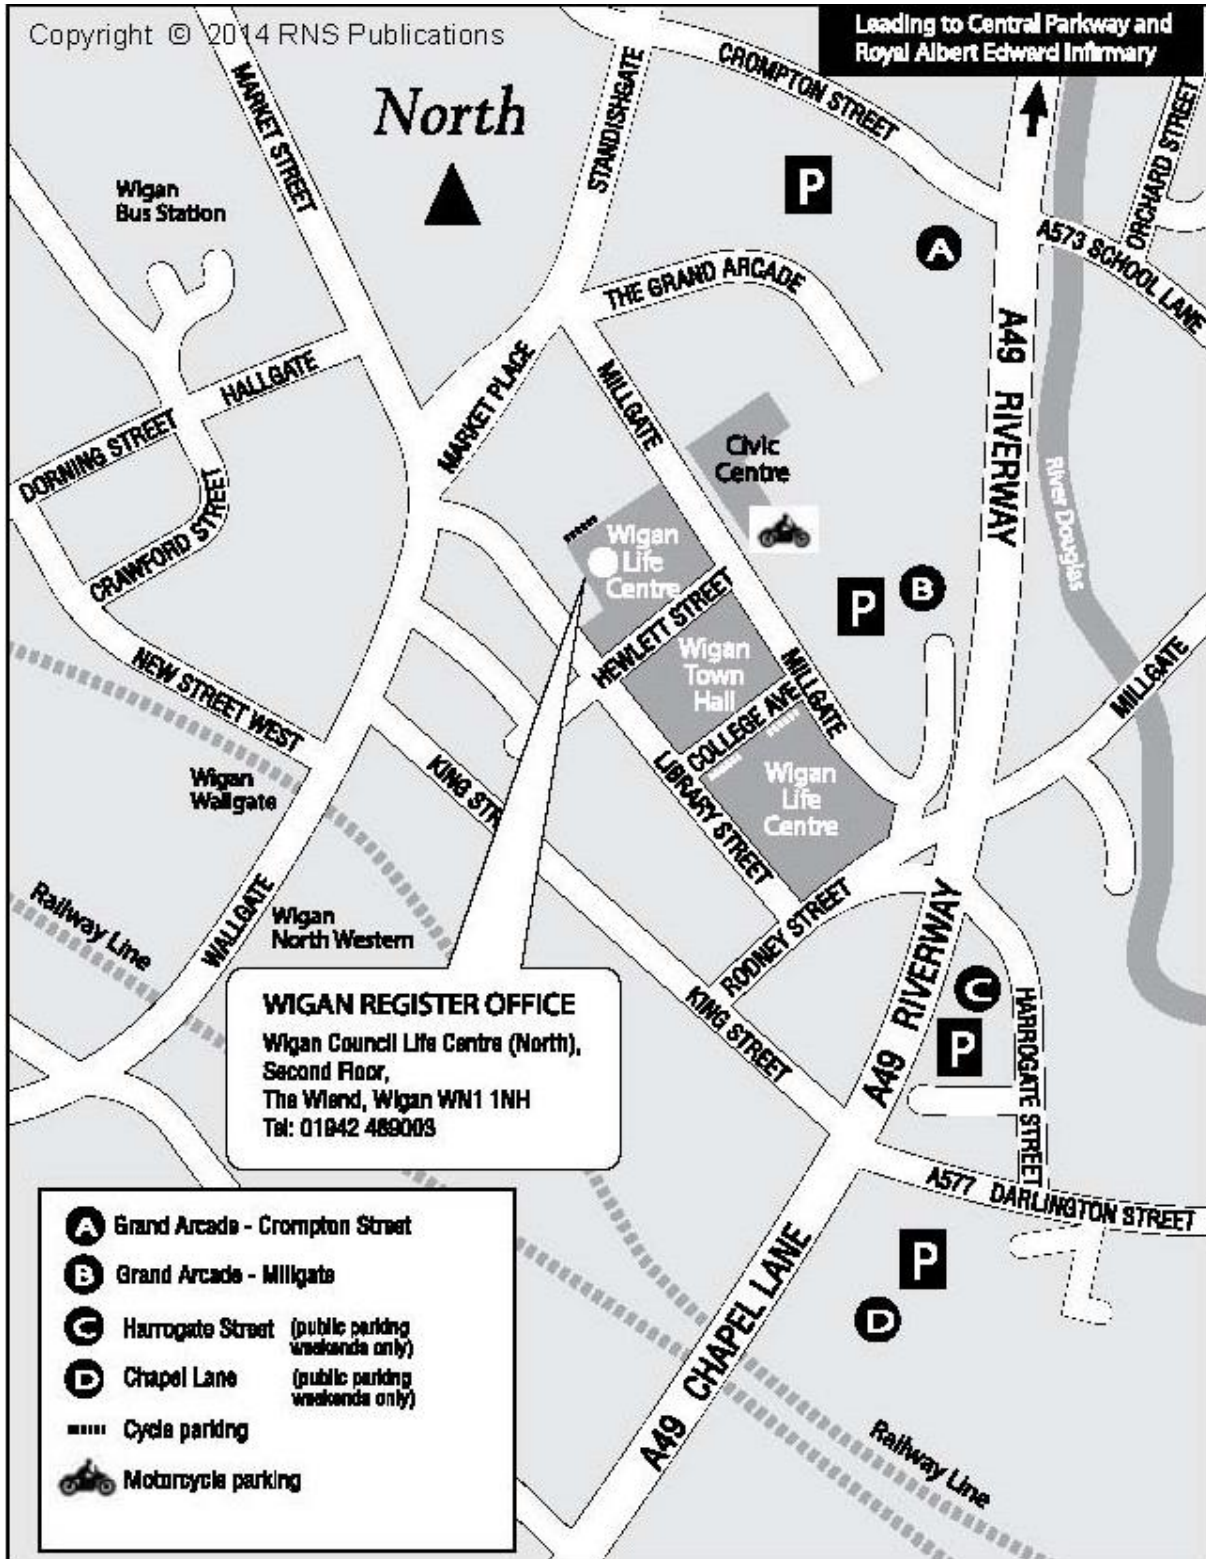 Copyright © 2014 RNS Publications
Leading to Central Parkway and
Royal Albert Edward Infirmary
North
MARKET STREET
STANDISHGATE
CROMPTON STREET
ORCHARD STREET
P
Wigan
Bus Station
A
A573 SCHOOL LANE
THE GRAND ARCADE
A49 RIVERWAY
HALLGATE
MARKET PLACE
MILLGATE
DORNING STREET
Civic
Centre
River Douglas
CRAWFORD STREET
Wigan
Life
Centre
P
B
HEWLETT STREET
NEW STREET WEST
Wigan
Town
Hall
MILLGATE
MILLGATE
COLLEGE AVE
Wigan
Wallgate
KING STR
LIBRARY STREET
Wigan
Life
Centre
WALLGATE
Railway Line
Wigan
North Western
RODNEY STREET
A49 RIVERWAY
C
P
HARROGATE STREET
KING STREET
WIGAN REGISTER OFFICE
Wigan Council Life Centre (North),
Second Floor,
The Wiend, Wigan WN1 1NH
Tel: 01942 489003
A577 DARLINGTON STREET
P
D
A49 CHAPEL LANE
Railway Line
A Grand Arcade - Crompton Street
B Grand Arcade - Millgate
C Harrogate Street (public parking
weekends only)
D Chapel Lane (public parking
weekends only)
Cycle parking
Motorcycle parking